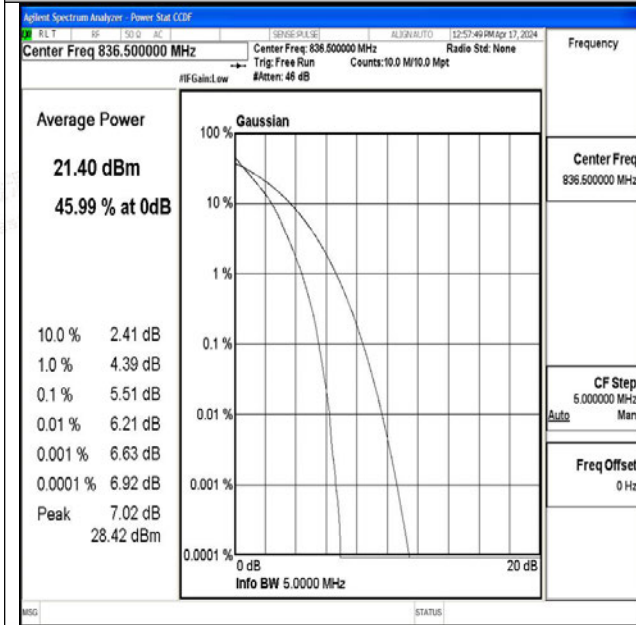 Agilent Spectrum Analyzer - Power Stat CCDF
RLT RF 50 Ω AC SENSE:PULSE ALIGNAUTO 12:57:49 PM Apr 17, 2024
Center Freq 836.500000 MHz
Center Freq: 836.500000 MHz Radio Std: None
Trig: Free Run Counts:10.0 M/10.0 Mpt
#IFGain:Low #Atten: 46 dB
Frequency
Average Power
21.40 dBm
45.99 % at 0dB
10.0 % 2.41 dB
1.0 % 4.39 dB
0.1 % 5.51 dB
0.01 % 6.21 dB
0.001 % 6.63 dB
0.0001 % 6.92 dB
Peak 7.02 dB
28.42 dBm
Gaussian
100 %
10 %
1 %
0.1 %
0.01 %
0.001 %
0.0001 %
0 dB 20 dB
Info BW 5.0000 MHz
Center Freq
836.500000 MHz
CF Step
5.000000 MHz
Auto Man
Freq Offset
0 Hz
MSG STATUS